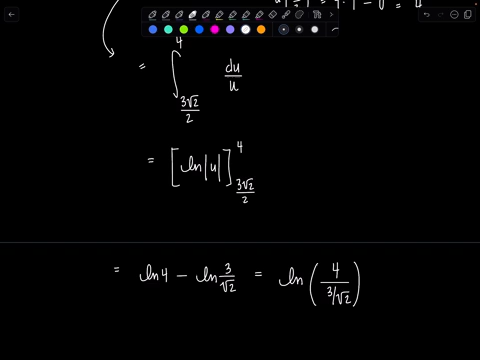 = ∫_{3√2/2}^{4} du/u
= [ln|u|]_{3√2/2}^{4}
= ln4 − ln 3/√2 = ln(4/(3/√2))